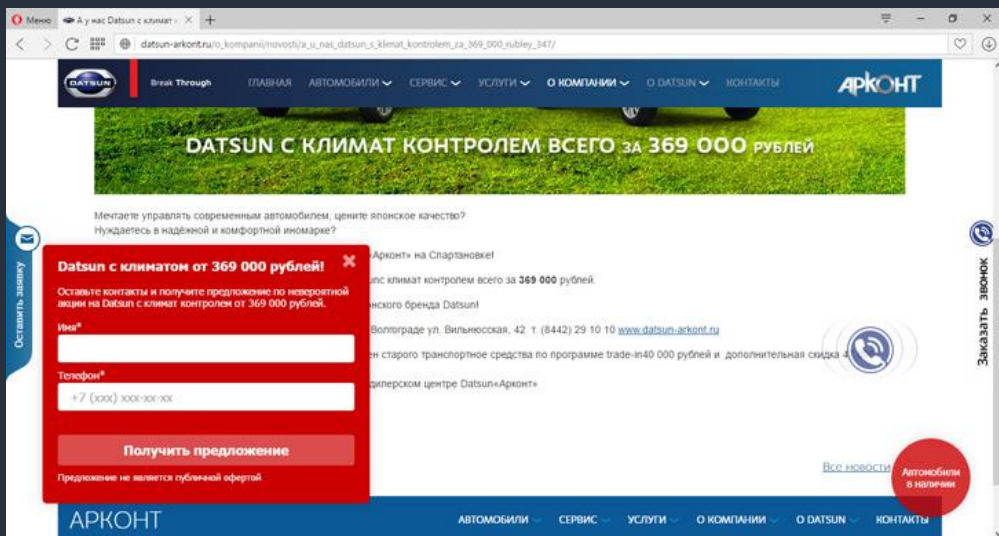 Меню
А у нас Datsun с климат
datsun-arkont.ru/o_kompanii/novosti/a_u_nas_datsun_s_klimat_kontrolem_za_369_000_rubley_347/
DATSUN
Break Through
ГЛАВНАЯ АВТОМОБИЛИ СЕРВИС УСЛУГИ О КОМПАНИИ О DATSUN КОНТАКТЫ
АРКОНТ
DATSUN С КЛИМАТ КОНТРОЛЕМ ВСЕГО ЗА 369 000 РУБЛЕЙ
Мечтаете управлять современным автомобилем, цените японское качество?
Нуждаетесь в надёжной и комфортной иномарке?
«Арконт» на Спартановке!
климат контролем всего за 369 000 рублей.
бренда Datsun!
Волгограде ул. Вильнюсская, 42 т. (8442) 29 10 10 www.datsun-arkont.ru
старого транспортное средства по программе trade-in40 000 рублей и дополнительная скидка 4
дилерском центре Datsun«Арконт»
Оставить заявку
Datsun с климатом от 369 000 рублей!
Оставьте контакты и получите предложение по невероятной
акции на Datsun с климат контролем от 369 000 рублей.
Имя*
Телефон*
+7 (xxx) xxx-xx-xx
Получить предложение
Предложение не является публичной офертой
Заказать звонок
Все новости
Автомобили
в наличии
АРКОНТ
АВТОМОБИЛИ СЕРВИС УСЛУГИ О КОМПАНИИ О DATSUN КОНТАКТЫ